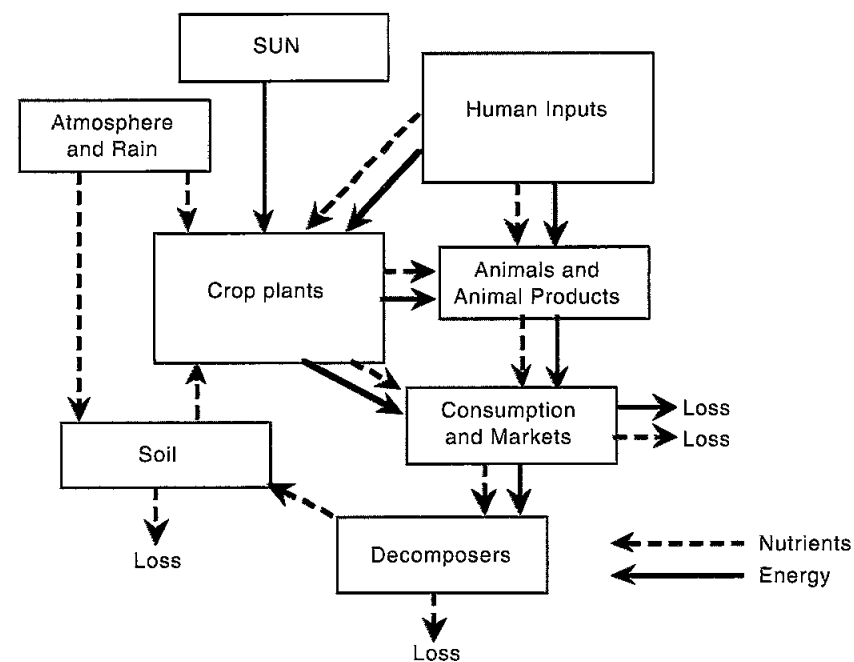 SUN
Human Inputs
Atmosphere
and Rain
Crop plants
Animals and
Animal Products
Consumption
and Markets
Loss
Loss
Soil
Loss
Decomposers
Loss
Nutrients
Energy